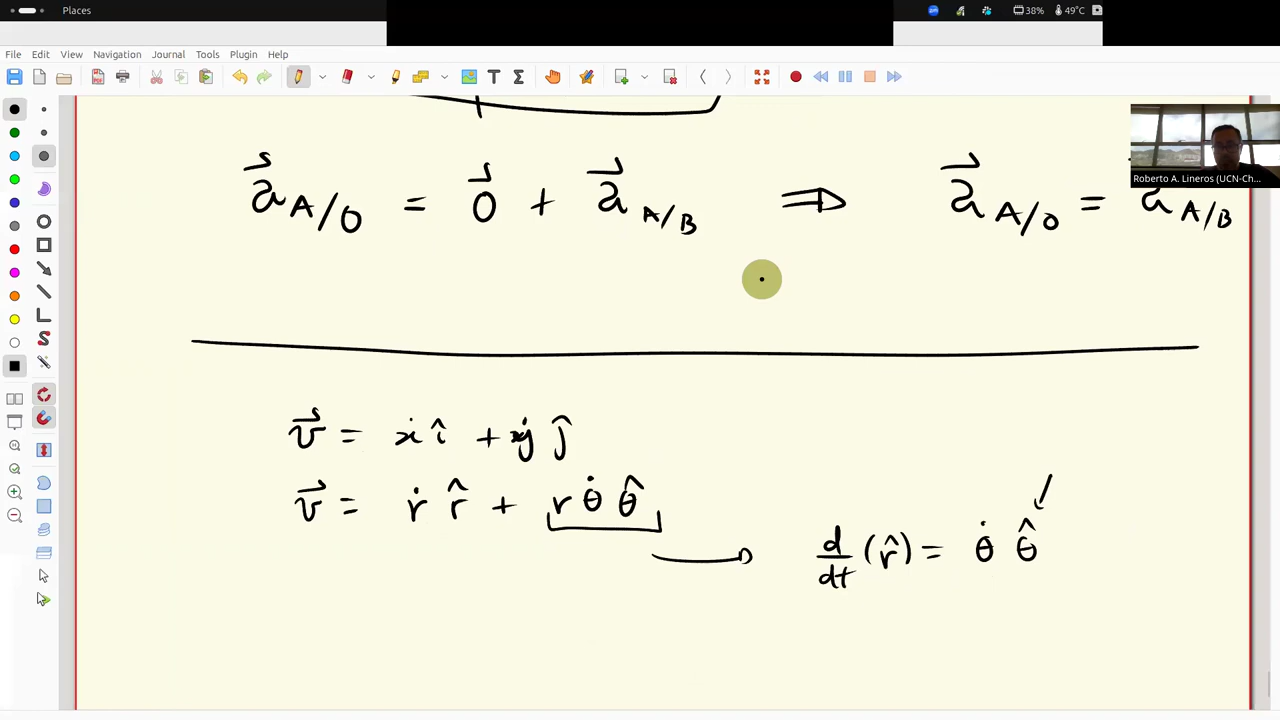 Places
38% 49°C
File Edit View Navigation Journal Tools Plugin Help
Roberto A. Lineros (UCN-Ch...
a⃗ A/O = 0⃗ + a⃗ A/B ⇒ a⃗ A/O = a⃗ A/B
v⃗ = ẋ î + ẏ ĵ
v⃗ = ṙ r̂ + r θ̇ θ̂
d/dt (r̂) = θ̇ θ̂